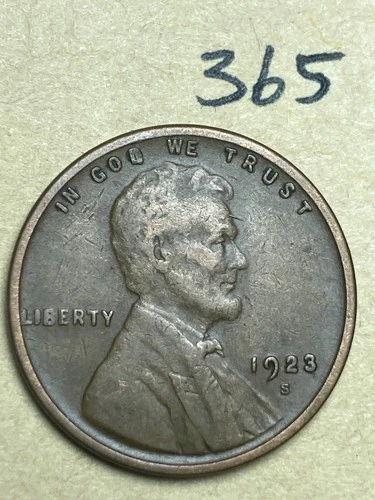 365
IN GOD WE TRUST
LIBERTY
1923
S